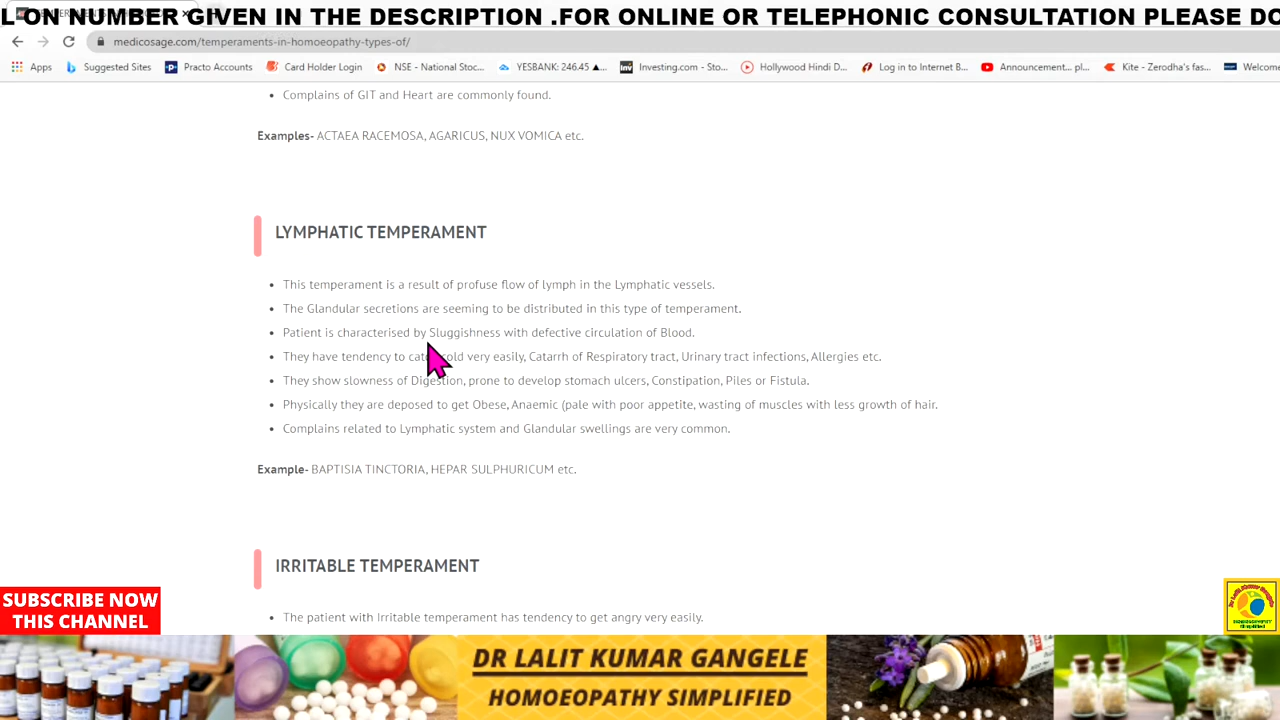 L ON NUMBER GIVEN IN THE DESCRIPTION .FOR ONLINE OR TELEPHONIC CONSULTATION PLEASE DO
medicosage.com/temperaments-in-homoeopathy-types-of/
Apps Suggested Sites Practo Accounts Card Holder Login NSE - National Stoc... YESBANK: 246.45 ▲... Investing.com - Sto... Hollywood Hindi D... Log in to Internet B... Announcement... pl... Kite - Zerodha's fas... Welcome
• Complains of GIT and Heart are commonly found.
Examples- ACTAEA RACEMOSA, AGARICUS, NUX VOMICA etc.
LYMPHATIC TEMPERAMENT
• This temperament is a result of profuse flow of lymph in the Lymphatic vessels.
• The Glandular secretions are seeming to be distributed in this type of temperament.
• Patient is characterised by Sluggishness with defective circulation of Blood.
• They have tendency to catch cold very easily, Catarrh of Respiratory tract, Urinary tract infections, Allergies etc.
• They show slowness of Digestion, prone to develop stomach ulcers, Constipation, Piles or Fistula.
• Physically they are deposed to get Obese, Anaemic (pale with poor appetite, wasting of muscles with less growth of hair.
• Complains related to Lymphatic system and Glandular swellings are very common.
Example- BAPTISIA TINCTORIA, HEPAR SULPHURICUM etc.
IRRITABLE TEMPERAMENT
• The patient with Irritable temperament has tendency to get angry very easily.
SUBSCRIBE NOW
THIS CHANNEL
DR LALIT KUMAR GANGELE
HOMOEOPATHY SIMPLIFIED